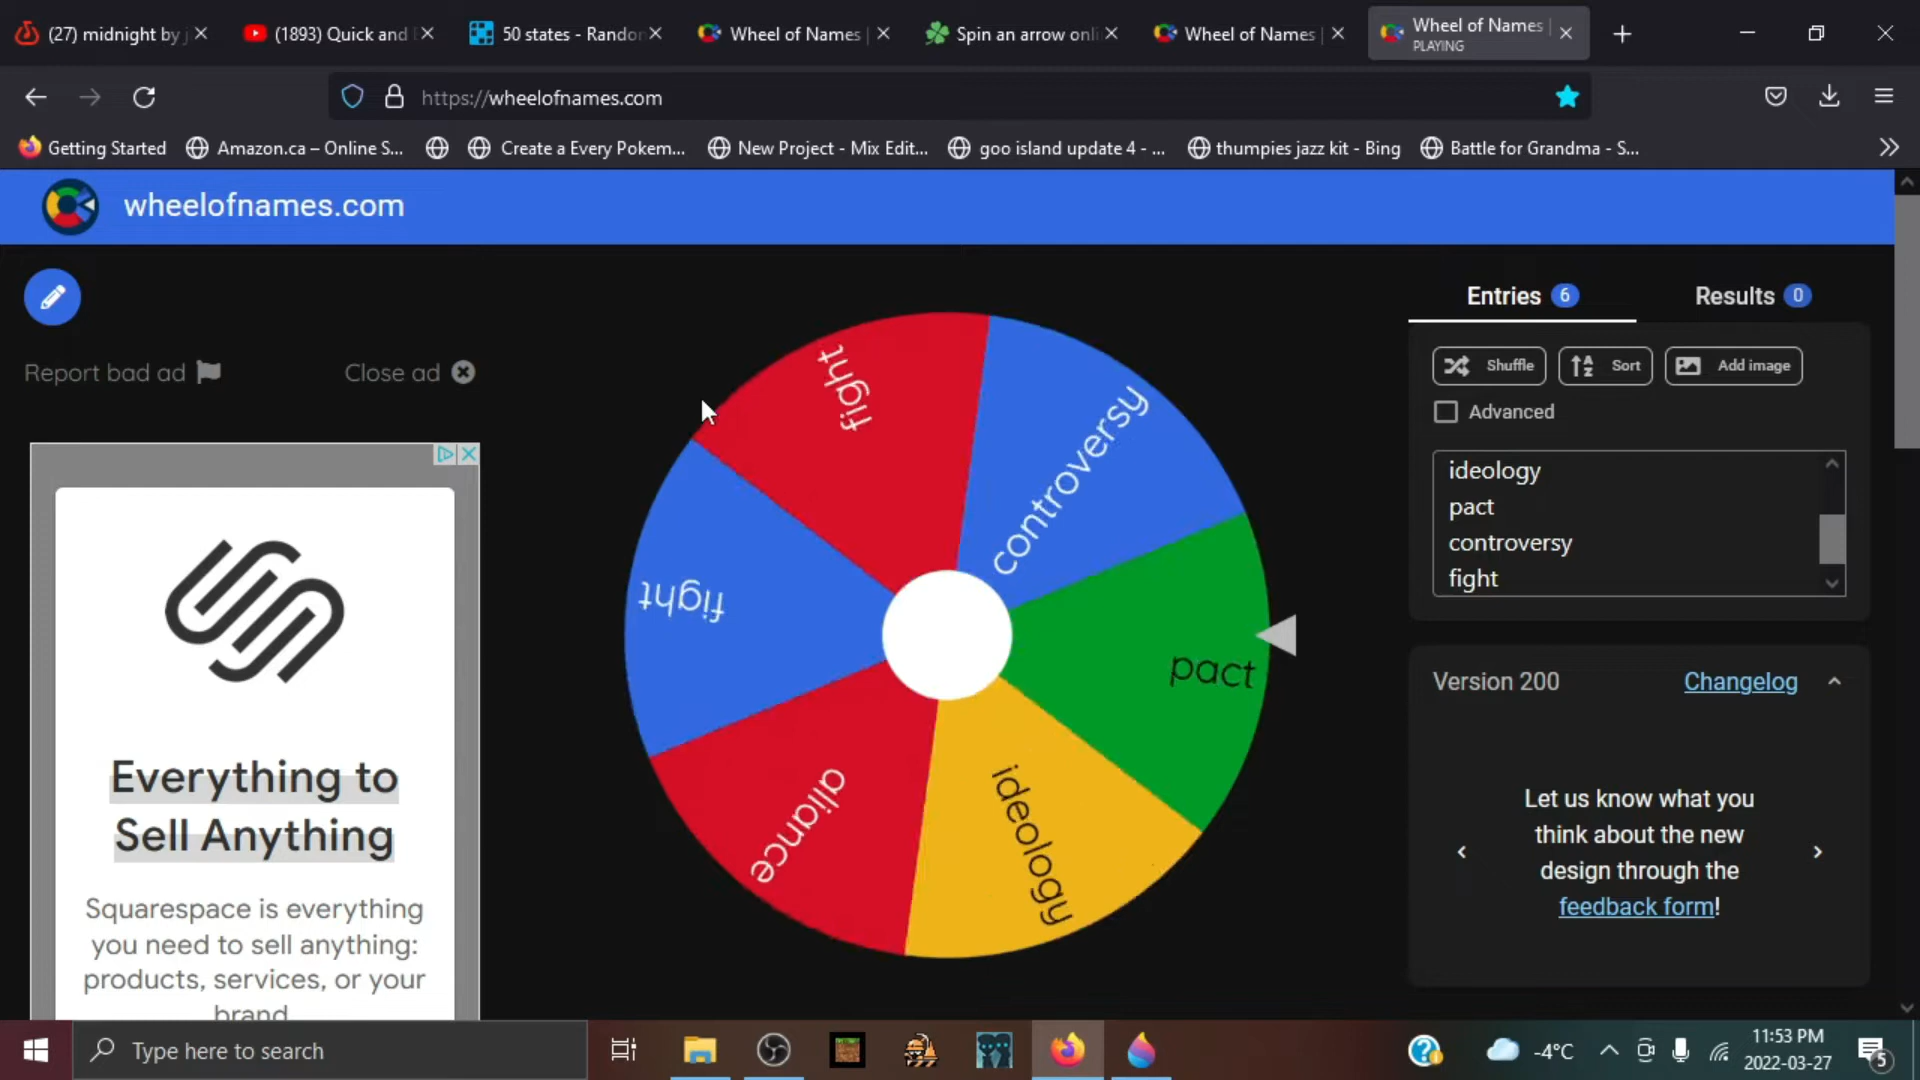 (27) midnight by j
(1893) Quick and
50 states - Random
Wheel of Names |
Spin an arrow onli
Wheel of Names |
Wheel of Names |
PLAYING
https://wheelofnames.com
Getting Started
Amazon.ca – Online S...
Create a Every Pokem...
New Project - Mix Edit...
goo island update 4 - ...
thumpies jazz kit - Bing
Battle for Grandma - S...
wheelofnames.com
Report bad ad
Close ad
Everything to
Sell Anything
Squarespace is everything
you need to sell anything:
products, services, or your
brand
fight
controversy
fight
pact
aliance
ideology
Entries 6
Results 0
Shuffle
Sort
Add image
Advanced
ideology
pact
controversy
fight
Version 200
Changelog
Let us know what you
think about the new
design through the
feedback form!
Type here to search
-4°C
11:53 PM
2022-03-27
5